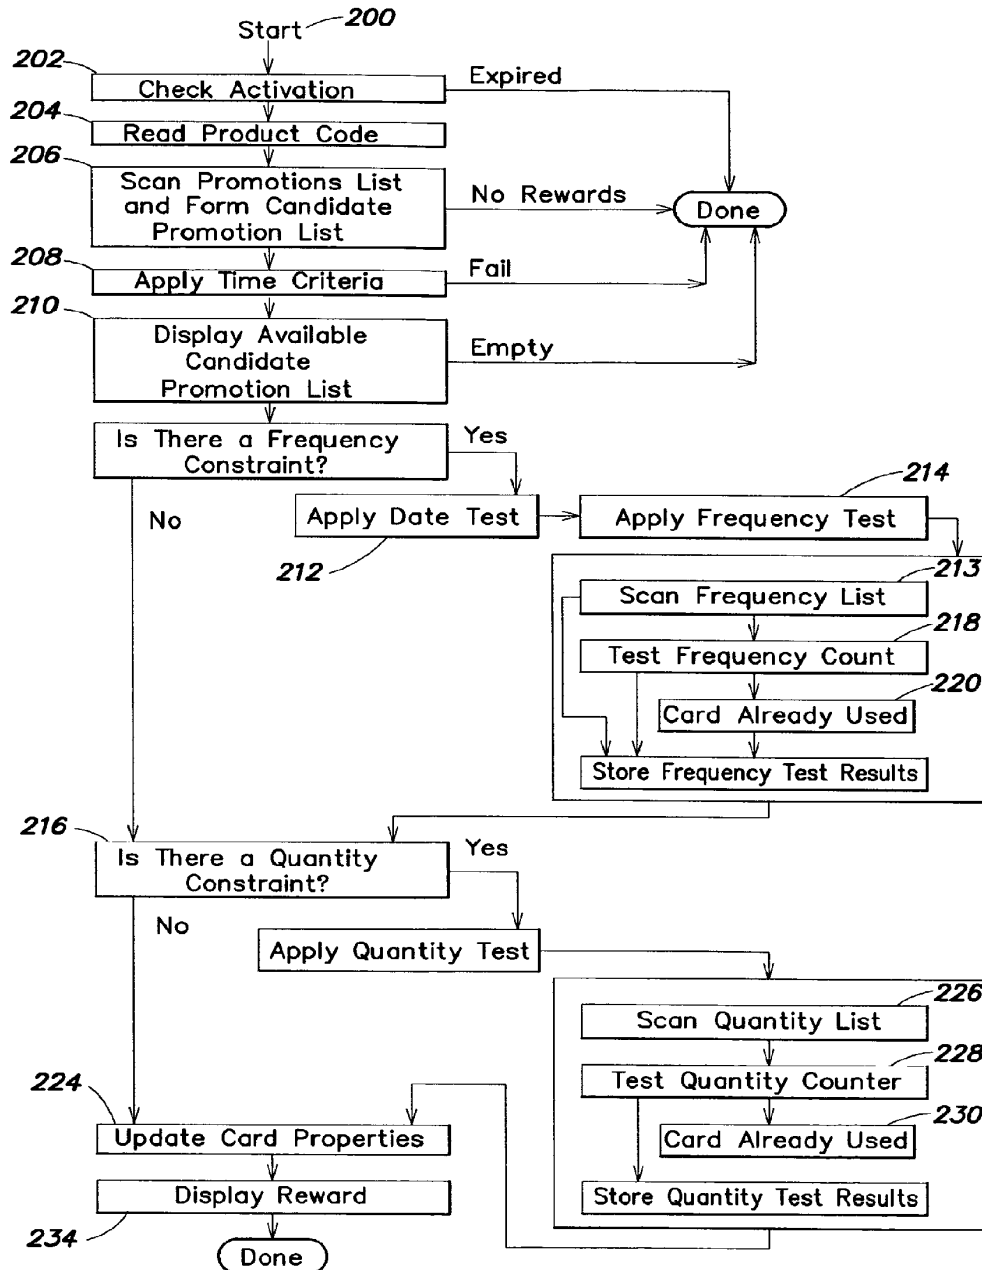 Start 200
202
Check Activation
Expired
204
Read Product Code
206
Scan Promotions List
and Form Candidate
Promotion List
No Rewards
Done
208
Apply Time Criteria
Fail
210
Display Available
Candidate
Promotion List
Empty
Is There a Frequency
Constraint?
Yes
No
Apply Date Test
212
214
Apply Frequency Test
213
Scan Frequency List
218
Test Frequency Count
220
Card Already Used
Store Frequency Test Results
216
Is There a Quantity
Constraint?
Yes
No
Apply Quantity Test
226
Scan Quantity List
228
Test Quantity Counter
230
Card Already Used
Store Quantity Test Results
224
Update Card Properties
Display Reward
234
Done